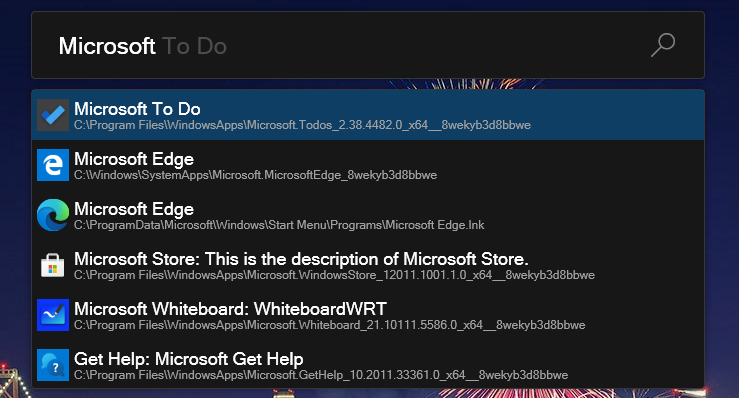 Microsoft To Do
Microsoft To Do
C:\Program Files\WindowsApps\Microsoft.Todos_2.38.4482.0_x64__8wekyb3d8bbwe
Microsoft Edge
C:\Windows\SystemApps\Microsoft.MicrosoftEdge_8wekyb3d8bbwe
Microsoft Edge
C:\ProgramData\Microsoft\Windows\Start Menu\Programs\Microsoft Edge.lnk
Microsoft Store: This is the description of Microsoft Store.
C:\Program Files\WindowsApps\Microsoft.WindowsStore_12011.1001.1.0_x64__8wekyb3d8bbwe
Microsoft Whiteboard: WhiteboardWRT
C:\Program Files\WindowsApps\Microsoft.Whiteboard_21.10111.5586.0_x64__8wekyb3d8bbwe
Get Help: Microsoft Get Help
C:\Program Files\WindowsApps\Microsoft.GetHelp_10.2011.33361.0_x64__8wekyb3d8bbwe